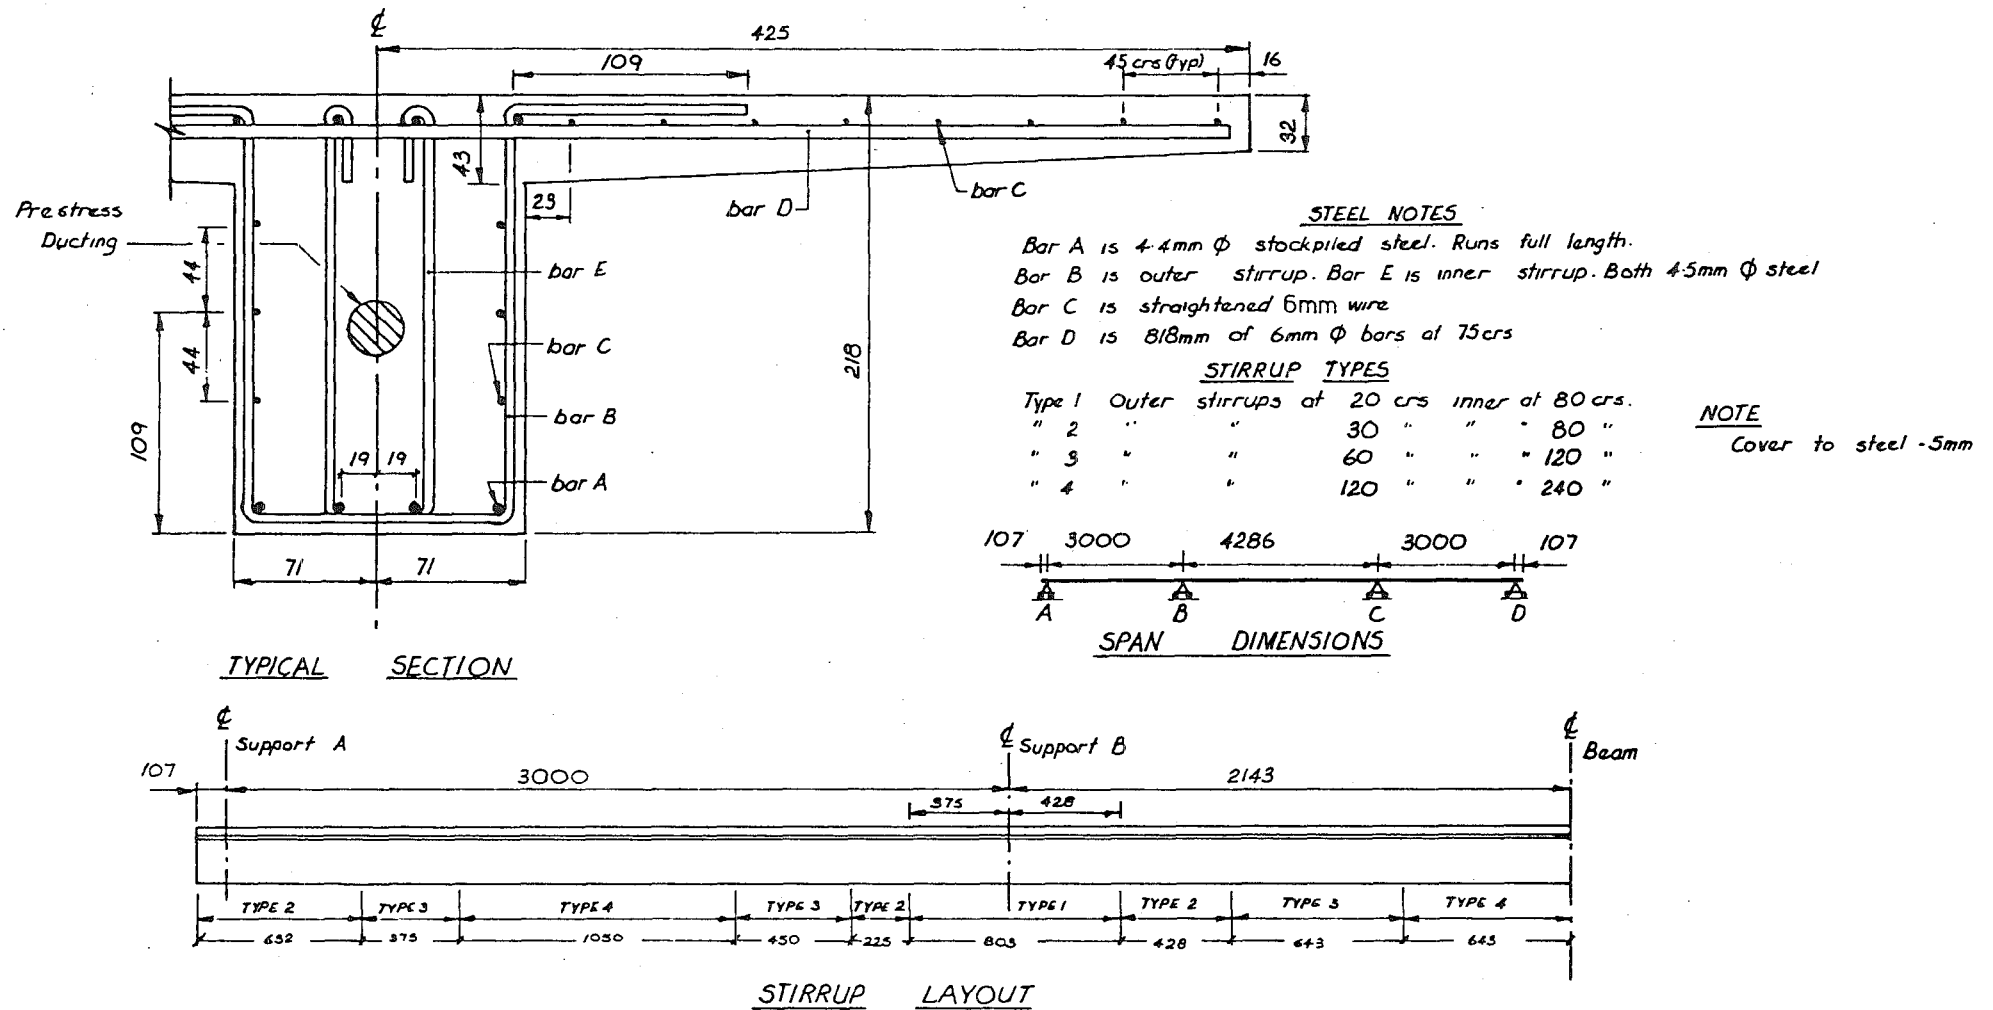 ℄
425
109
45 crs (typ)
16
43
32
23
218
Prestress
Ducting
44
44
109
19 19
71
71
bar E
bar C
bar B
bar A
bar D
bar C
TYPICAL SECTION
STEEL NOTES
Bar A is 4·4mm ϕ stockpiled steel. Runs full length.
Bar B is outer stirrup. Bar E is inner stirrup. Both 4·5mm ϕ steel
Bar C is straightened 6mm wire
Bar D is 818mm of 6mm ϕ bars at 75crs
STIRRUP TYPES
Type 1 Outer stirrups at 20 crs inner at 80 crs.
" 2 " " 30 " " " 80 "
" 3 " " 60 " " " 120 "
" 4 " " 120 " " " 240 "
NOTE
Cover to steel - 5mm
107 3000 4286 3000 107
A B C D
SPAN DIMENSIONS
℄ Support A
℄ Support B
℄ Beam
107 3000 2143
375 428
TYPE 2 TYPE 3 TYPE 4 TYPE 3 TYPE 2 TYPE 1 TYPE 2 TYPE 3 TYPE 4
632 375 1050 450 225 803 428 643 643
STIRRUP LAYOUT